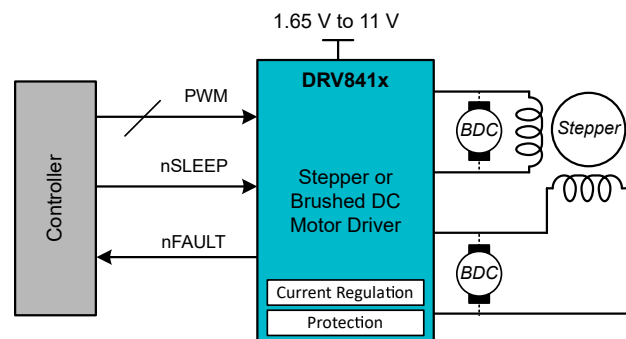 1.65 V to 11 V
DRV841x
Controller
PWM
nSLEEP
nFAULT
Stepper or
Brushed DC
Motor Driver
Current Regulation
Protection
BDC
Stepper
BDC